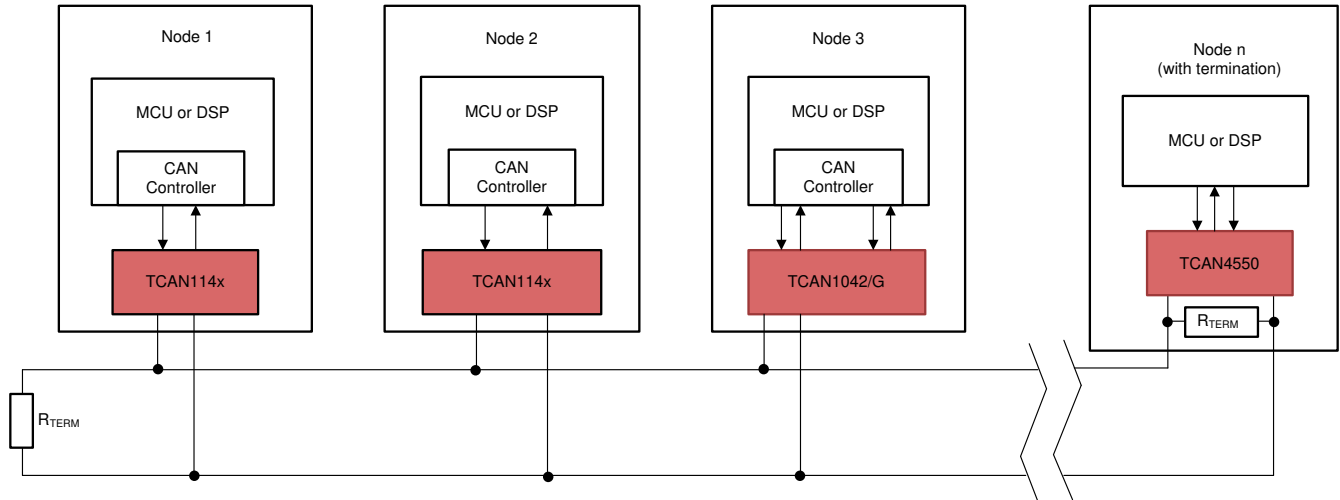 Node 1
MCU or DSP
CAN
Controller
TCAN114x
Node 2
MCU or DSP
CAN
Controller
TCAN114x
Node 3
MCU or DSP
CAN
Controller
TCAN1042/G
Node n
(with termination)
MCU or DSP
TCAN4550
RTERM
RTERM